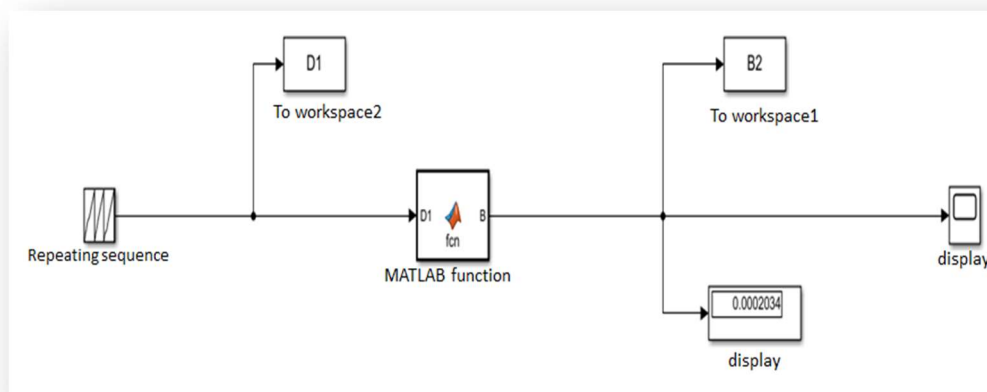 D1
To workspace2
B2
To workspace1
Repeating sequence
D1
B
fcn
MATLAB function
display
0.0002034
display